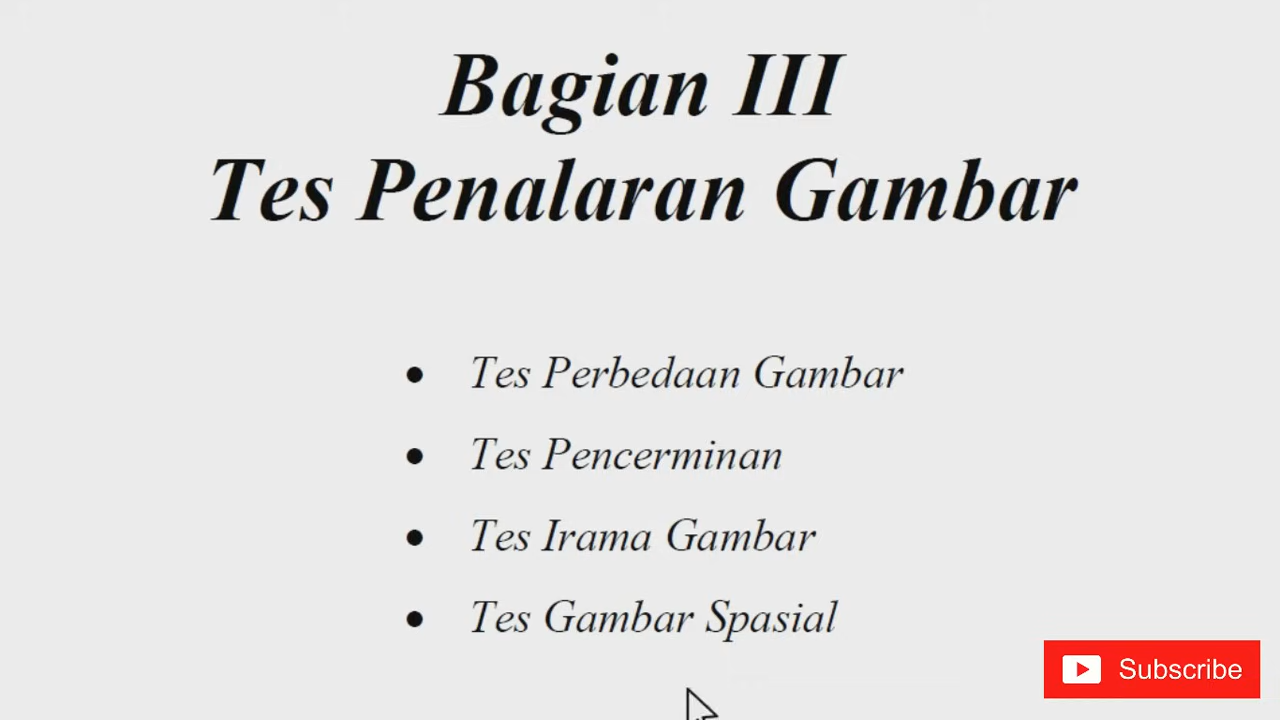 Bagian III
Tes Penalaran Gambar
• Tes Perbedaan Gambar
• Tes Pencerminan
• Tes Irama Gambar
• Tes Gambar Spasial
Subscribe